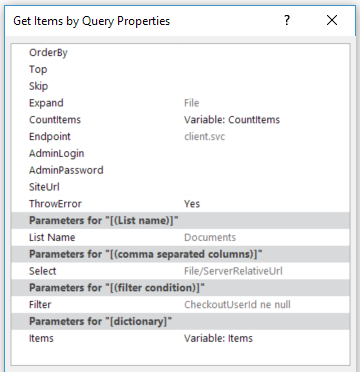 Get Items by Query Properties ? ×
OrderBy
Top
Skip
Expand File
CountItems Variable: CountItems
Endpoint client.svc
AdminLogin
AdminPassword
SiteUrl
ThrowError Yes
Parameters for "[(List name)]"
List Name Documents
Parameters for "[(comma separated columns)]"
Select File/ServerRelativeUrl
Parameters for "[(filter condition)]"
Filter CheckoutUserId ne null
Parameters for "[dictionary]"
Items Variable: Items